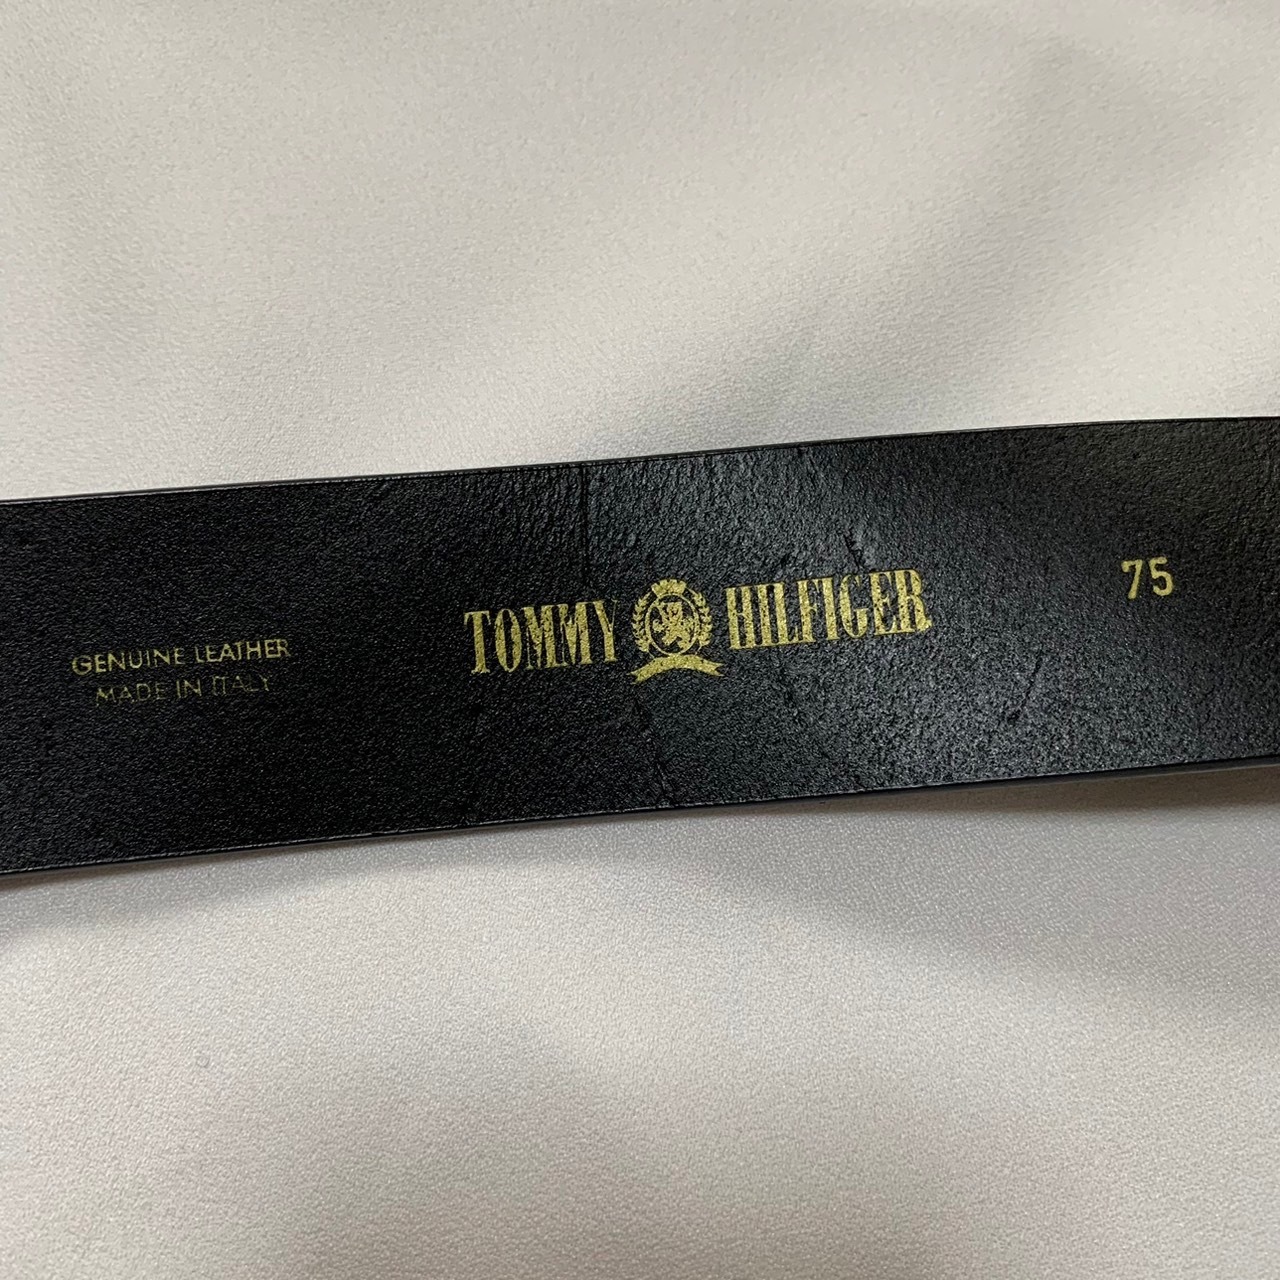 GENUINE LEATHER
MADE IN ITALY
TOMMY HILFIGER
75